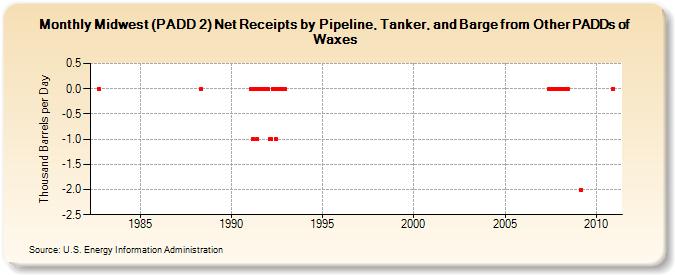 Monthly Midwest (PADD 2) Net Receipts by Pipeline, Tanker, and Barge from Other PADDs of
Waxes
Thousand Barrels per Day
0.5
0.0
-0.5
-1.0
-1.5
-2.0
-2.5
1985 1990 1995 2000 2005 2010
Source: U.S. Energy Information Administration